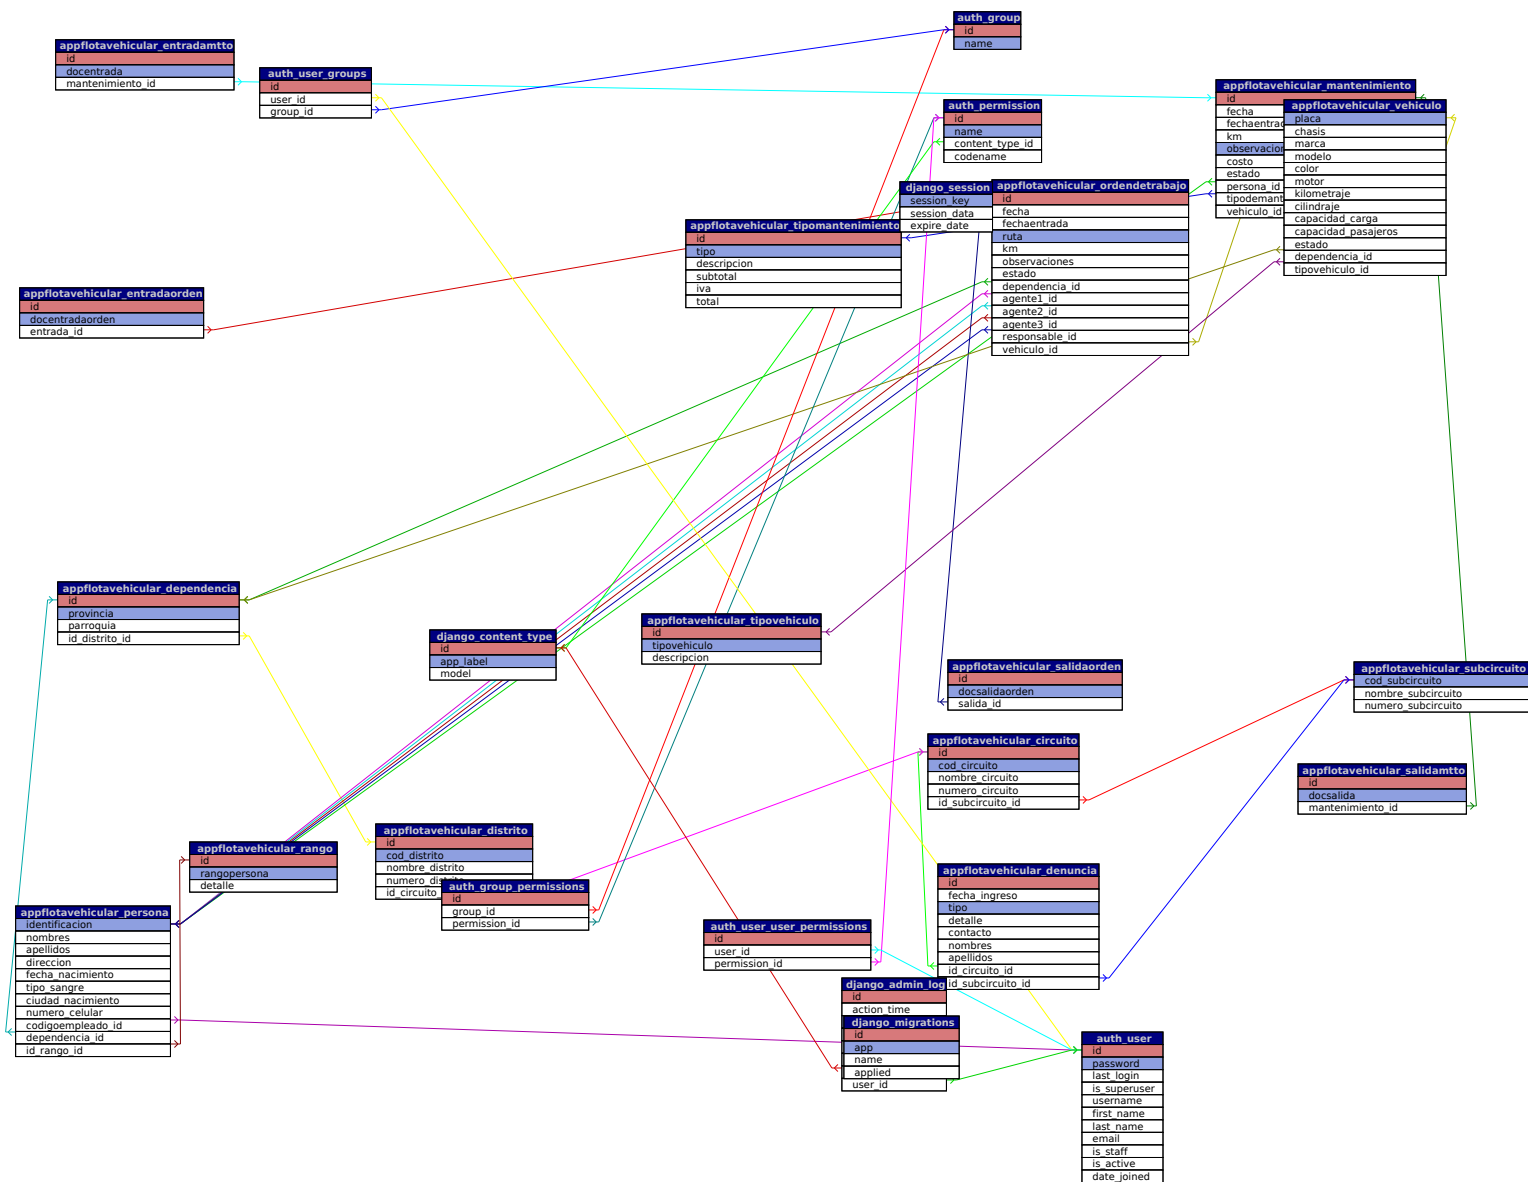 auth_group
id
name
appflotavehicular_entradamtto
id
docentrada
mantenimiento_id
auth_user_groups
id
user_id
group_id
appflotavehicular_mantenimiento
id
fecha
km
costo
estado
persona_id
vehiculo_id
appflotavehicular_vehiculo
placa
chasis
marca
modelo
color
motor
kilometraje
cilindraje
capacidad_carga
capacidad_pasajeros
estado
dependencia_id
tipovehiculo_id
auth_permission
id
name
content_type_id
codename
django_session
session_key
session_data
expire_date
appflotavehicular_ordendetrabajo
id
fecha
fechaentrada
ruta
km
observaciones
estado
dependencia_id
agente1_id
agente2_id
agente3_id
responsable_id
vehiculo_id
appflotavehicular_tipomantenimiento
id
tipo
descripcion
subtotal
iva
total
appflotavehicular_entradaorden
id
docentradaorden
entrada_id
appflotavehicular_dependencia
id
provincia
parroquia
id_distrito_id
django_content_type
id
app_label
model
appflotavehicular_tipovehiculo
id
tipovehiculo
descripcion
appflotavehicular_salidaorden
id
docsalidaorden
salida_id
appflotavehicular_subcircuito
cod_subcircuito
nombre_subcircuito
numero_subcircuito
appflotavehicular_circuito
id
cod_circuito
nombre_circuito
numero_circuito
id_subcircuito_id
appflotavehicular_salidamtto
id
docsalida
mantenimiento_id
appflotavehicular_distrito
id
cod_distrito
nombre_distrito
appflotavehicular_rango
id
rangopersona
detalle
auth_group_permissions
id
group_id
permission_id
appflotavehicular_denuncia
id
fecha_ingreso
tipo
detalle
contacto
nombres
apellidos
id_circuito_id
id_subcircuito_id
appflotavehicular_persona
identificacion
nombres
apellidos
direccion
fecha_nacimiento
tipo_sangre
ciudad_nacimiento
numero_celular
codigoempleado_id
dependencia_id
id_rango_id
auth_user_user_permissions
id
user_id
permission_id
django_admin_log
id
action_time
user_id
django_migrations
id
app
name
applied
auth_user
id
password
last_login
is_superuser
username
first_name
last_name
email
is_staff
is_active
date_joined